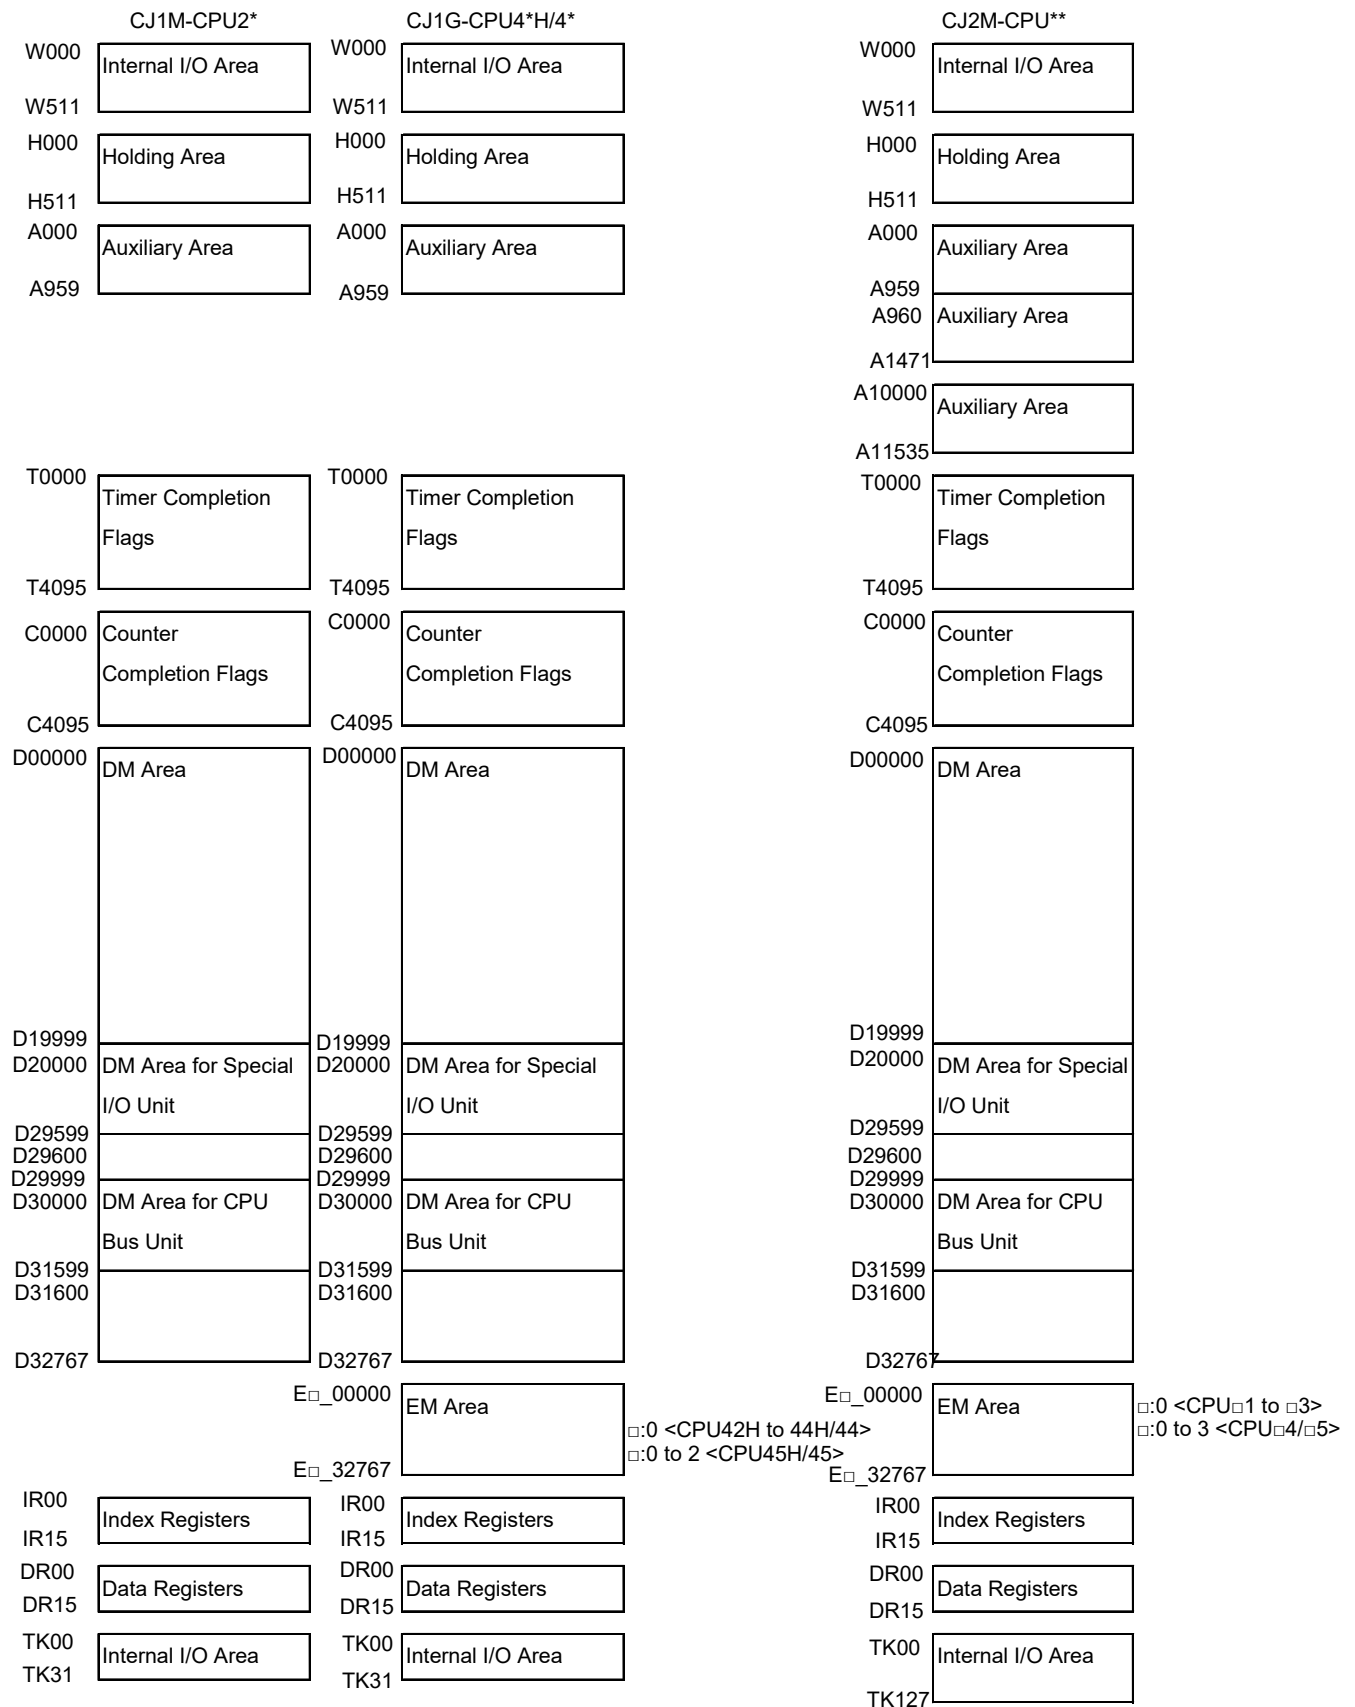 CJ1M-CPU2* CJ1G-CPU4*H/4* CJ2M-CPU**
W000 Internal I/O Area W000 Internal I/O Area W000 Internal I/O Area
W511 W511 W511
H000 Holding Area H000 Holding Area H000 Holding Area
H511 H511 H511
A000 Auxiliary Area A000 Auxiliary Area A000 Auxiliary Area
A959 A959 A959
A960 Auxiliary Area
A1471
A10000 Auxiliary Area
A11535
T0000 Timer Completion T0000 Timer Completion T0000 Timer Completion
Flags Flags Flags
T4095 T4095 T4095
C0000 Counter C0000 Counter C0000 Counter
Completion Flags Completion Flags Completion Flags
C4095 C4095 C4095
D00000 DM Area D00000 DM Area D00000 DM Area
D19999 D19999 D19999
D20000 DM Area for Special D20000 DM Area for Special D20000 DM Area for Special
I/O Unit I/O Unit I/O Unit
D29599 D29599 D29599
D29600 D29600 D29600
D29999 D29999 D29999
D30000 DM Area for CPU D30000 DM Area for CPU D30000 DM Area for CPU
Bus Unit Bus Unit Bus Unit
D31599 D31599 D31599
D31600 D31600 D31600
D32767 D32767 D32767
E□_00000 EM Area E□_00000 EM Area □:0 <CPU□1 to □3>
□:0 <CPU42H to 44H/44> □:0 to 3 <CPU□4/□5>
□:0 to 2 <CPU45H/45>
E□_32767 E□_32767
IR00 Index Registers IR00 Index Registers IR00 Index Registers
IR15 IR15 IR15
DR00 Data Registers DR00 Data Registers DR00 Data Registers
DR15 DR15 DR15
TK00 Internal I/O Area TK00 Internal I/O Area TK00 Internal I/O Area
TK31 TK31 TK127